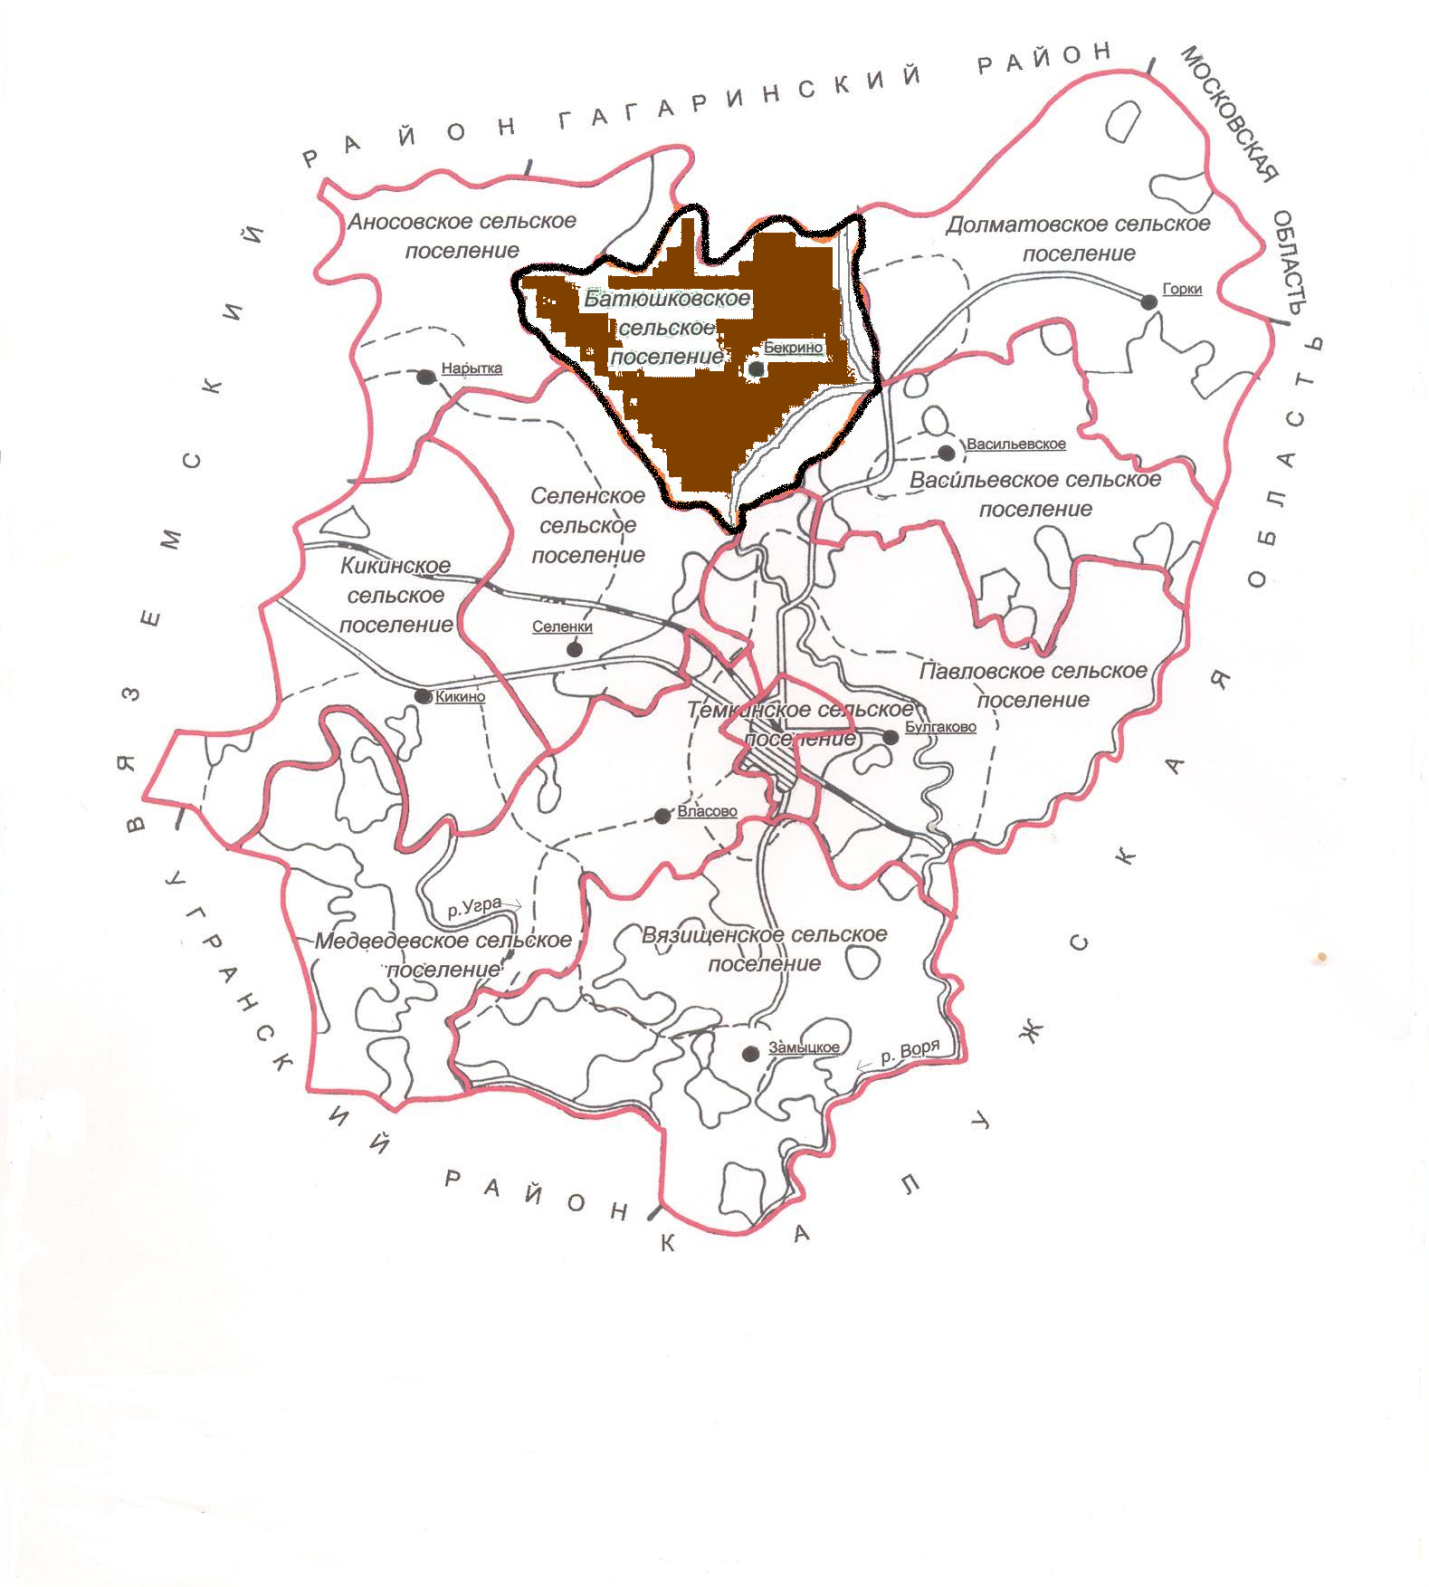 РАЙОН ГАГАРИНСКИЙ РАЙОН
МОСКОВСКАЯ ОБЛАСТЬ
Аносовское сельское
поселение
Долматовское сельское
поселение
Горки
Батюшковское
сельское
поселение
Бекрино
Нарытка
Васильевское
Васильевское сельское
поселение
Селенское
сельское
поселение
Кикинское
сельское
поселение
Селенки
Кикино
Павловское сельское
поселение
Темкинское сельское
поселение
Булгаково
Власово
р.Угра
Медведевское сельское
поселение
Вязищенское сельское
поселение
Замыцкое
р. Воря
ВЯЗЕМСКИЙ
УГРАНСКИЙ РАЙОН
КАЛУЖСКАЯ ОБЛАСТЬ